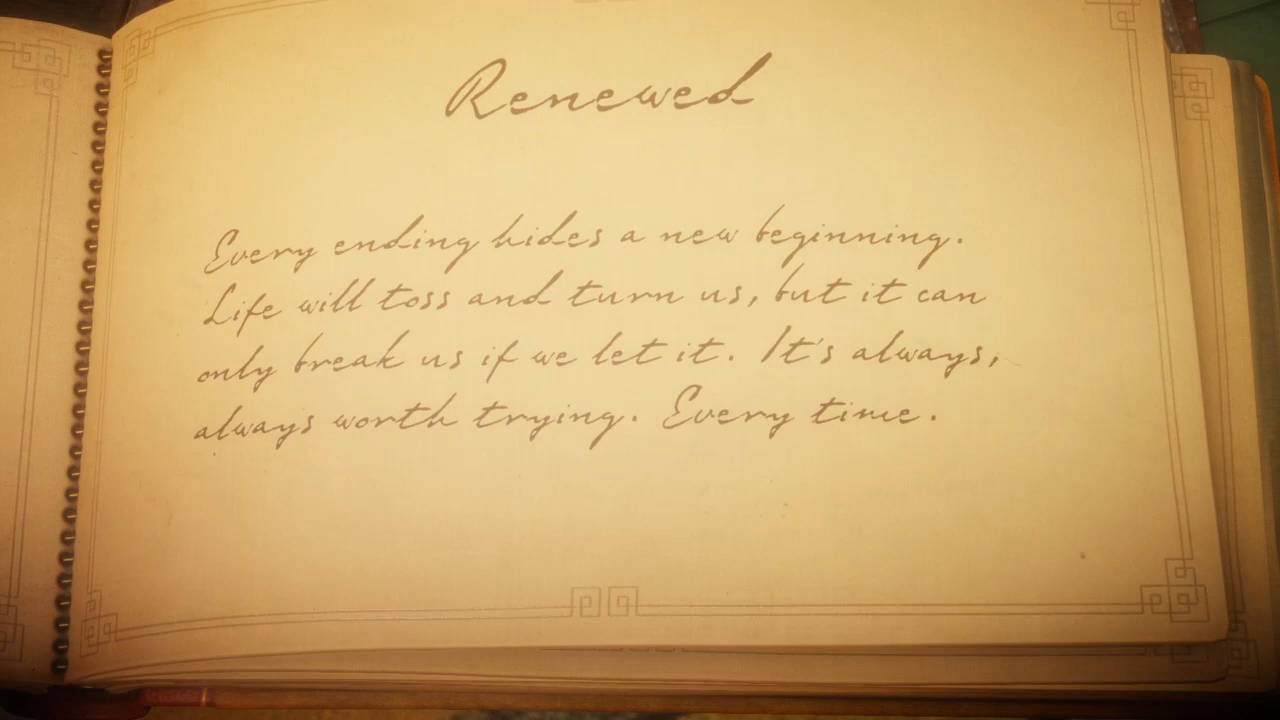 Renewed
Every ending hides a new beginning.
Life will toss and turn us, but it can
only break us if we let it. It's always,
always worth trying. Every time.